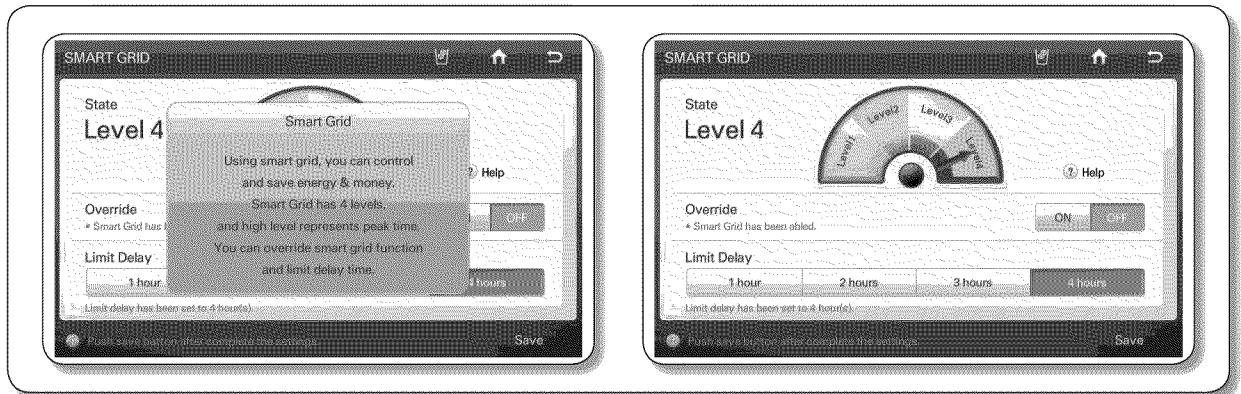 SMART GRID
State
Level 4
Smart Grid
Using smart grid, you can control
and save energy & money.
Smart Grid has 4 levels,
and high level represents peak time.
You can override smart grid function
and limit delay time.
Help
Override
OFF
* Smart Grid has
Limit Delay
1 hour
4 hours
Limit delay has been set to 4 hour(s).
Push save button after complete the settings.
Save
SMART GRID
State
Level 4
Level1
Level2
Level3
Level4
? Help
Override
* Smart Grid has been abled.
ON
OFF
Limit Delay
1 hour
2 hours
3 hours
4 hours
Limit delay has been set to 4 hour(s).
Push save button after complete the settings.
Save